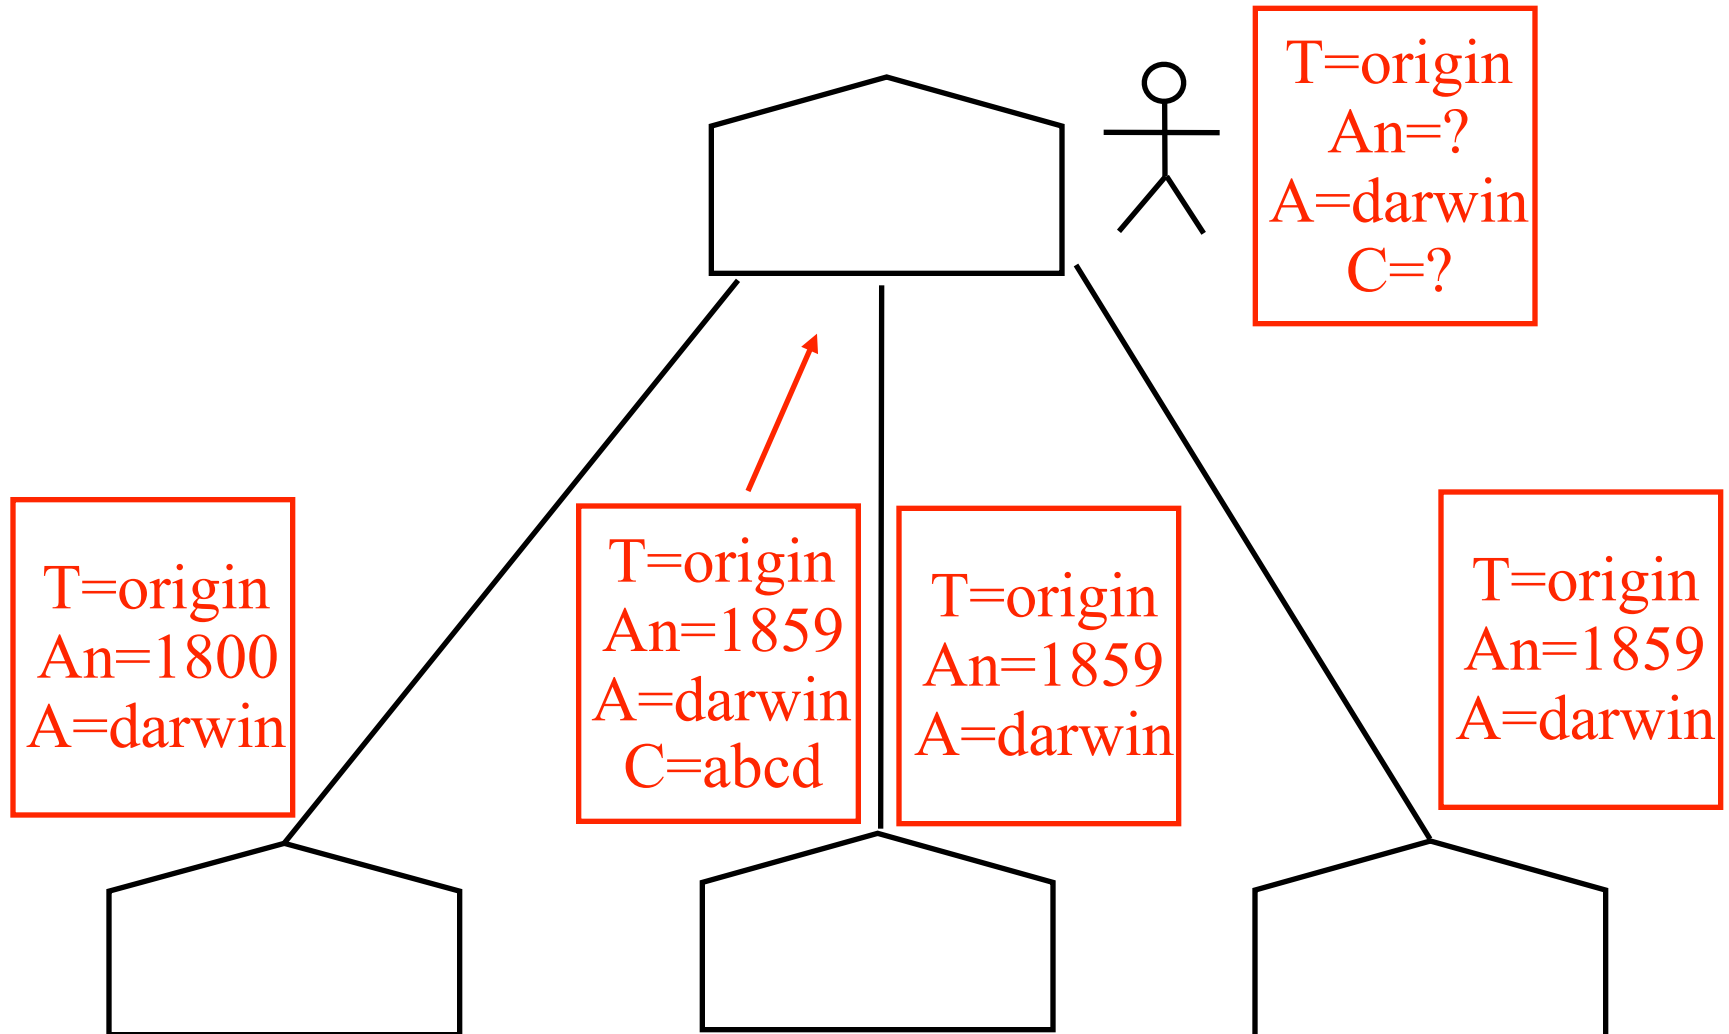 T=origin
An=?
A=darwin
C=?
T=origin
An=1800
A=darwin
T=origin
An=1859
A=darwin
C=abcd
T=origin
An=1859
A=darwin
T=origin
An=1859
A=darwin